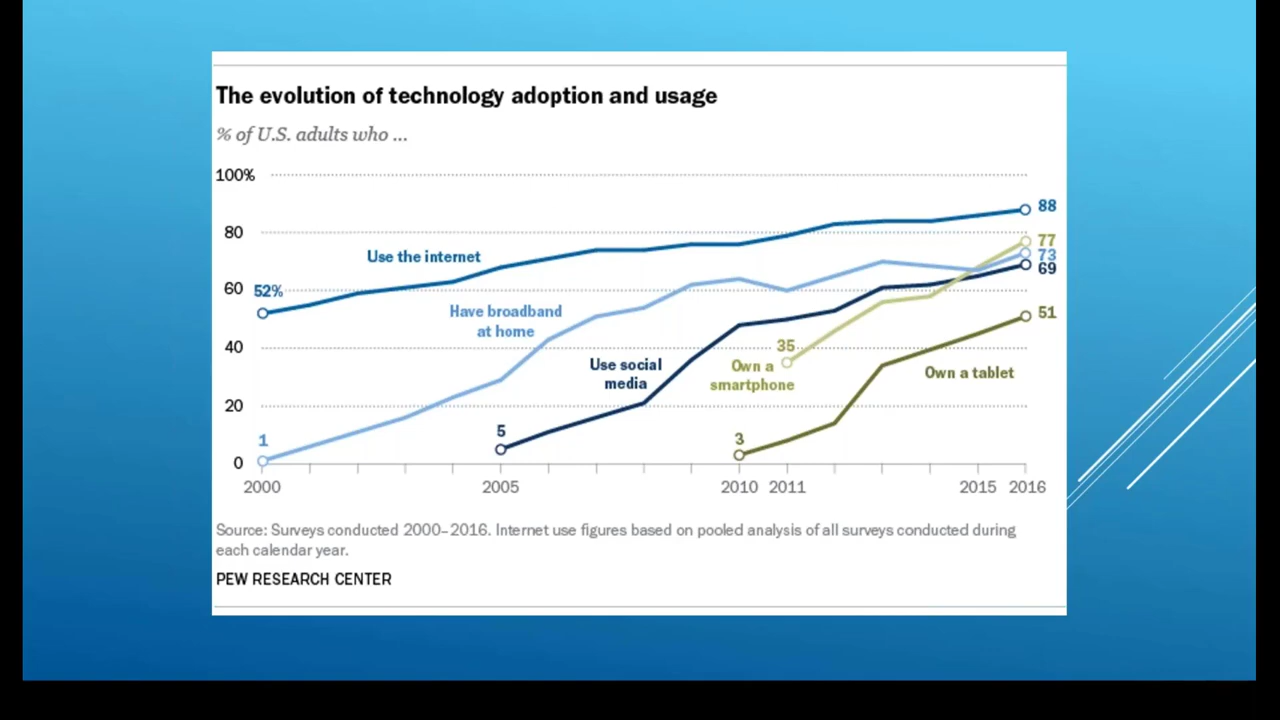 The evolution of technology adoption and usage
% of U.S. adults who ...
100%
88
80
77
Use the internet
73
69
60
52%
Have broadband
at home
51
40
35
Use social
media
Own a
smartphone
Own a tablet
20
5
3
1
0
2000 2005 2010 2011 2015 2016
Source: Surveys conducted 2000–2016. Internet use figures based on pooled analysis of all surveys conducted during
each calendar year.
PEW RESEARCH CENTER